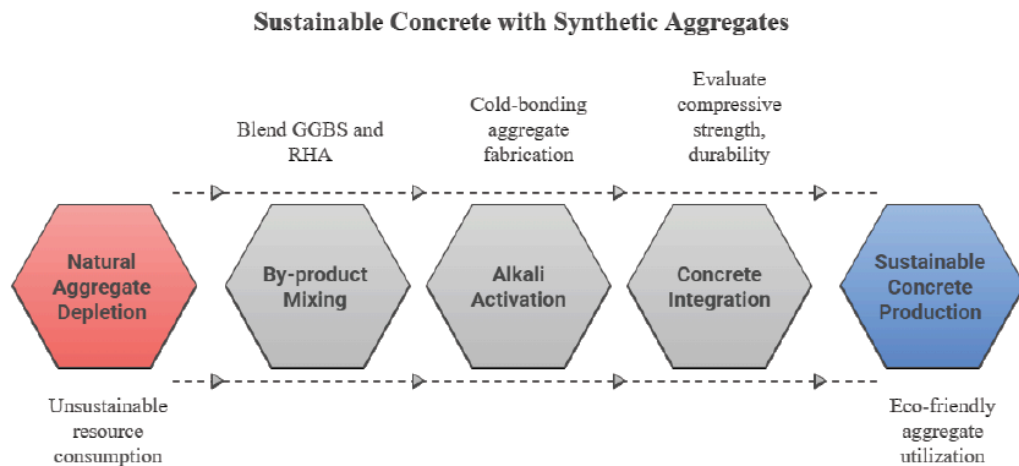 Sustainable Concrete with Synthetic Aggregates
Blend GGBS and
RHA
Cold-bonding
aggregate
fabrication
Evaluate
compressive
strength,
durability
Natural
Aggregate
Depletion
By-product
Mixing
Alkali
Activation
Concrete
Integration
Sustainable
Concrete
Production
Unsustainable
resource
consumption
Eco-friendly
aggregate
utilization